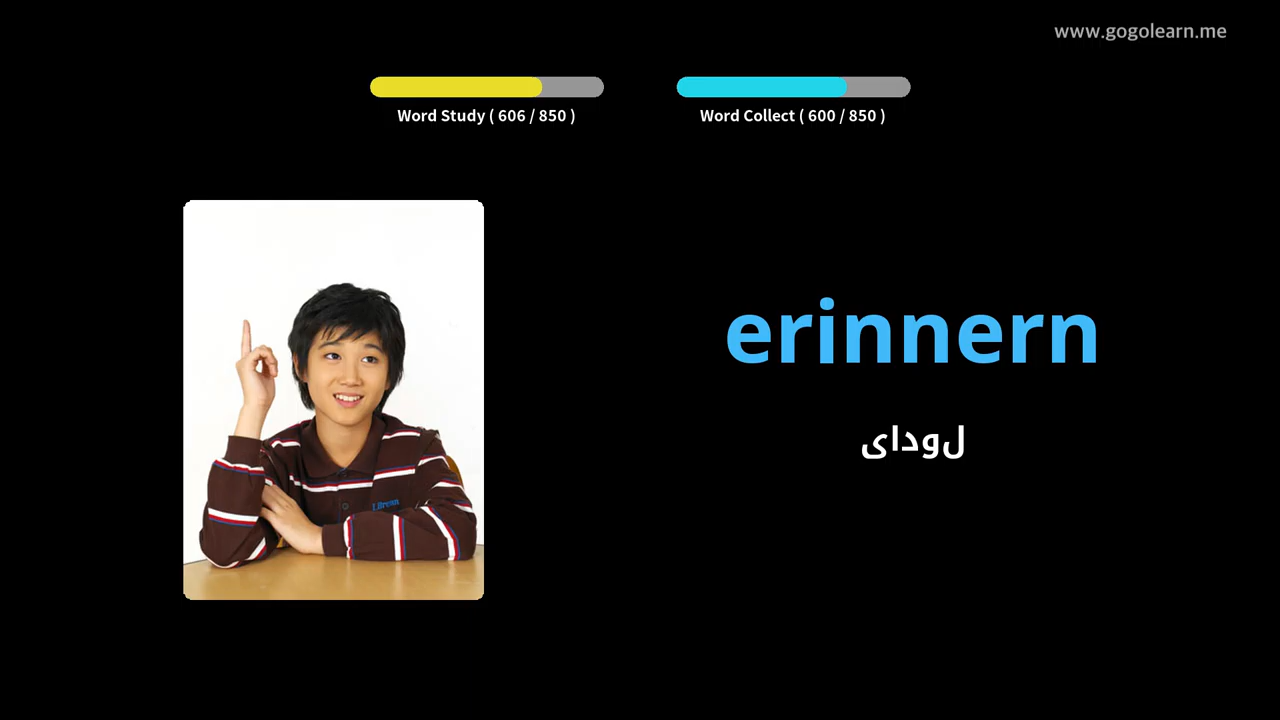 www.gogolearn.me
Word Study ( 606 / 850 )
Word Collect ( 600 / 850 )
erinnern
لودای